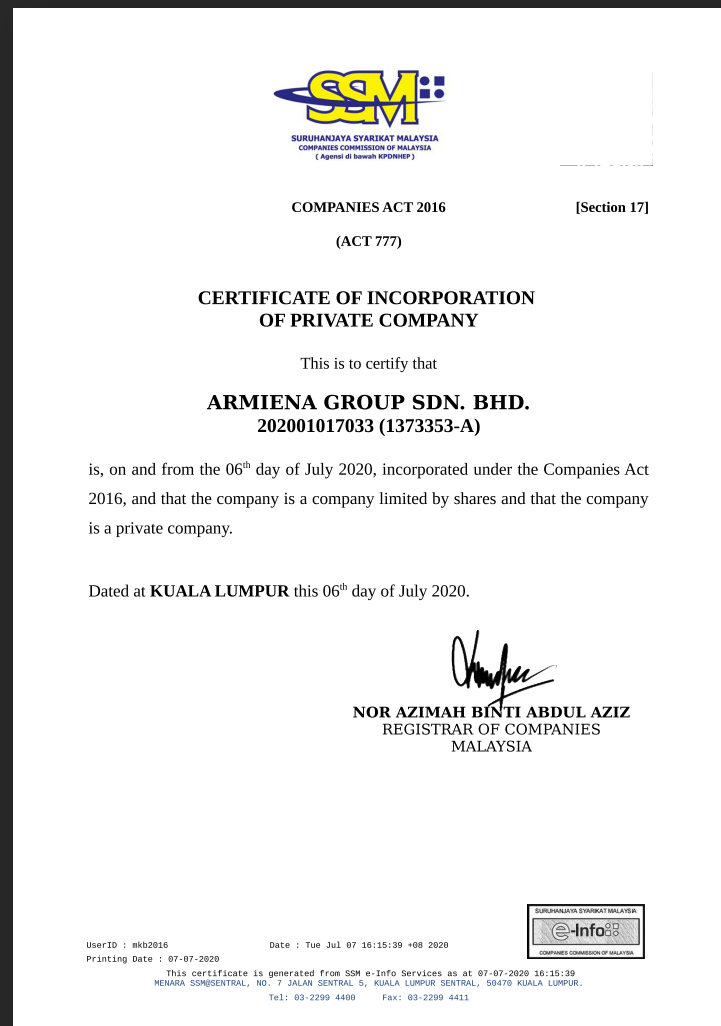 SSM
SURUHANJAYA SYARIKAT MALAYSIA
COMPANIES COMMISSION OF MALAYSIA
( Agensi di bawah KPDNHEP )
COMPANIES ACT 2016 [Section 17]
(ACT 777)
CERTIFICATE OF INCORPORATION
OF PRIVATE COMPANY
This is to certify that
ARMIENA GROUP SDN. BHD.
202001017033 (1373353-A)
is, on and from the 06th day of July 2020, incorporated under the Companies Act
2016, and that the company is a company limited by shares and that the company
is a private company.
Dated at KUALA LUMPUR this 06th day of July 2020.
NOR AZIMAH BINTI ABDUL AZIZ
REGISTRAR OF COMPANIES
MALAYSIA
SURUHANJAYA SYARIKAT MALAYSIA
e-Info
COMPANIES COMMISSION OF MALAYSIA
UserID : mkb2016 Date : Tue Jul 07 16:15:39 +08 2020
Printing Date : 07-07-2020
This certificate is generated from SSM e-Info Services as at 07-07-2020 16:15:39
MENARA SSM@SENTRAL, NO. 7 JALAN SENTRAL 5, KUALA LUMPUR SENTRAL, 50470 KUALA LUMPUR.
Tel: 03-2299 4400 Fax: 03-2299 4411